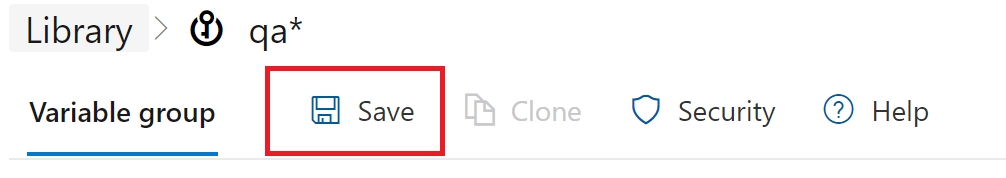 Library > qa*
Variable group Save Clone Security Help